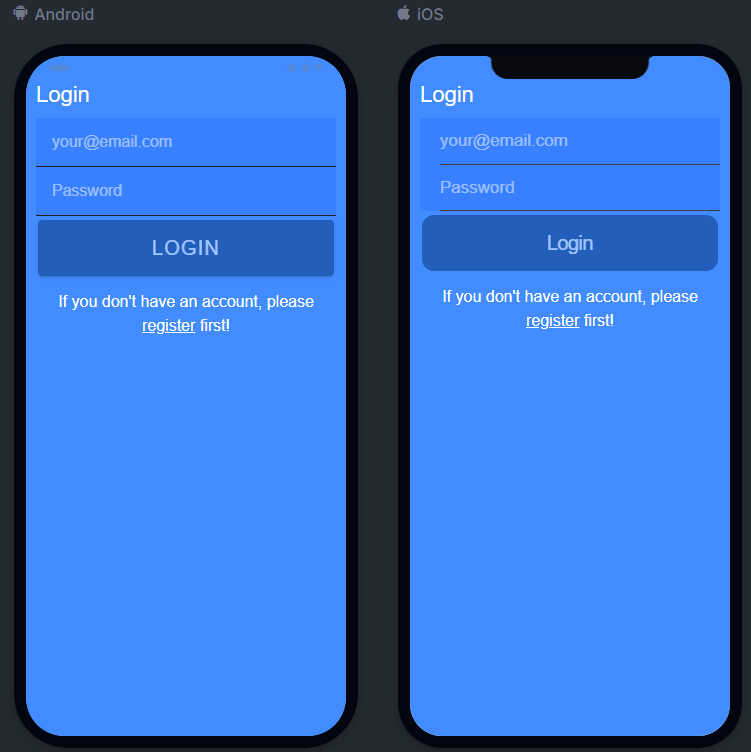 Android
Login
your@email.com
Password
LOGIN
If you don't have an account, please
register first!
iOS
Login
your@email.com
Password
Login
If you don't have an account, please
register first!